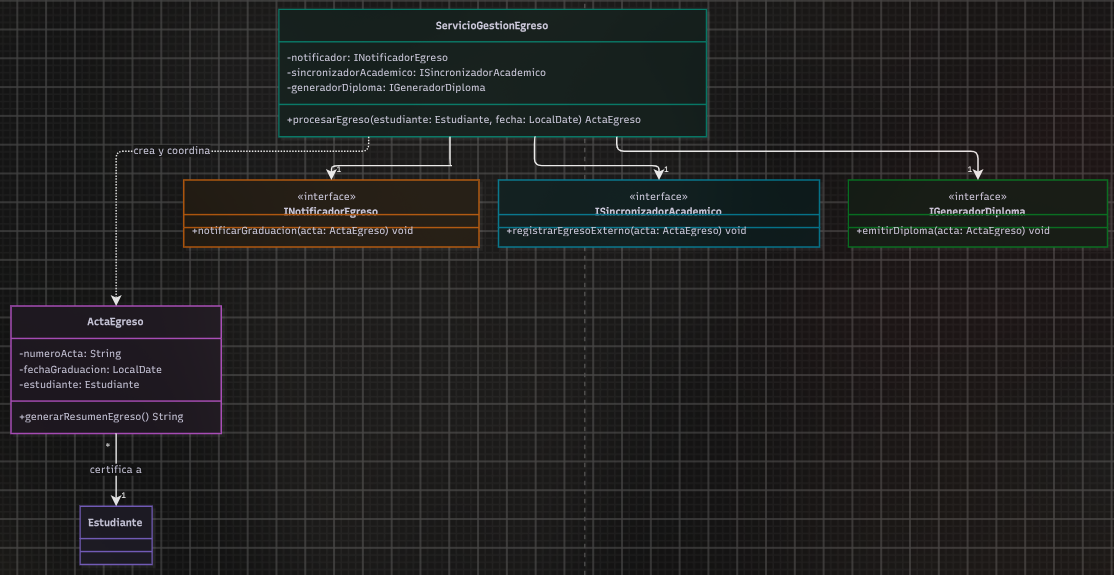 ServicioGestionEgreso
-notificador: INotificadorEgreso
-sincronizadorAcademico: ISincronizadorAcademico
-generadorDiploma: IGeneradorDiploma
+procesarEgreso(estudiante: Estudiante, fecha: LocalDate) ActaEgreso
crea y coordina
1
1
1
«interface»
INotificadorEgreso
+notificarGraduacion(acta: ActaEgreso) void
«interface»
ISincronizadorAcademico
+registrarEgresoExterno(acta: ActaEgreso) void
«interface»
IGeneradorDiploma
+emitirDiploma(acta: ActaEgreso) void
ActaEgreso
-numeroActa: String
-fechaGraduacion: LocalDate
-estudiante: Estudiante
+generarResumenEgreso() String
*
certifica a
1
Estudiante